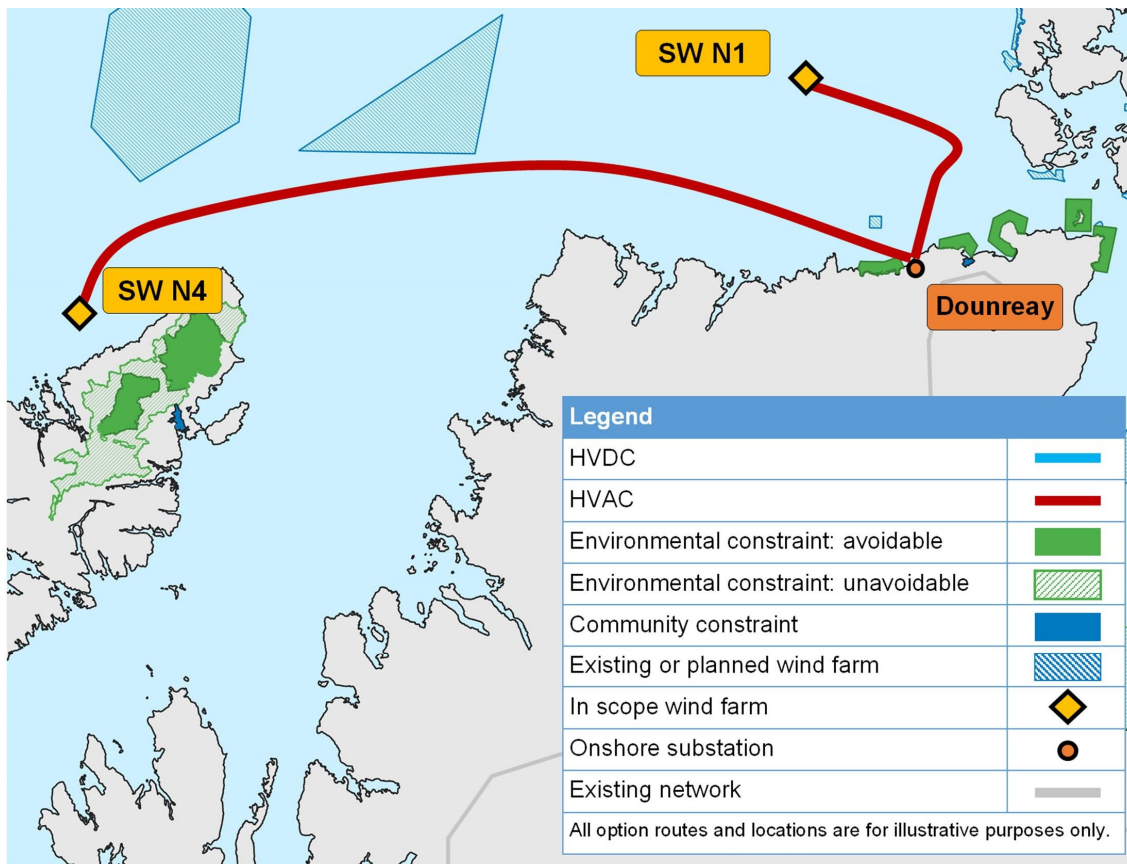 SW N1
SW N4
Dounreay
Legend
HVDC
HVAC
Environmental constraint: avoidable
Environmental constraint: unavoidable
Community constraint
Existing or planned wind farm
In scope wind farm
Onshore substation
Existing network
All option routes and locations are for illustrative purposes only.